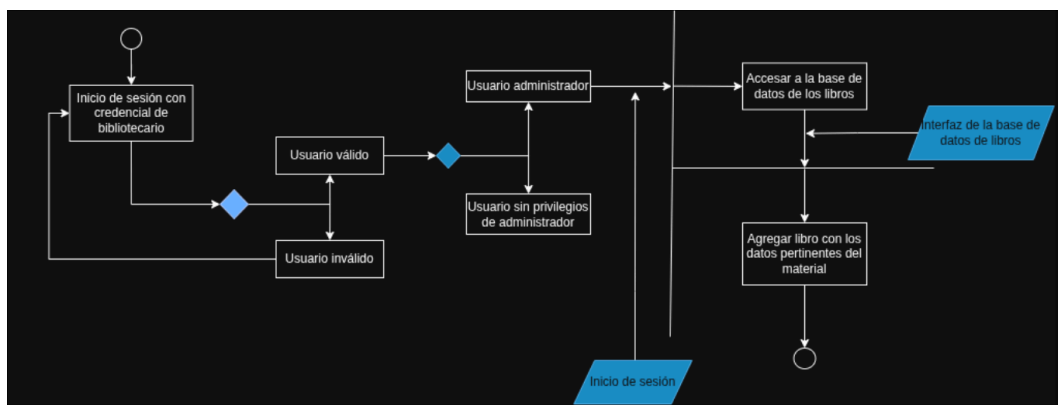 Inicio de sesión con
credencial de
bibliotecario
Usuario válido
Usuario inválido
Usuario administrador
Usuario sin privilegios
de administrador
Inicio de sesión
Accesar a la base de
datos de los libros
Interfaz de la base de
datos de libros
Agregar libro con los
datos pertinentes del
material